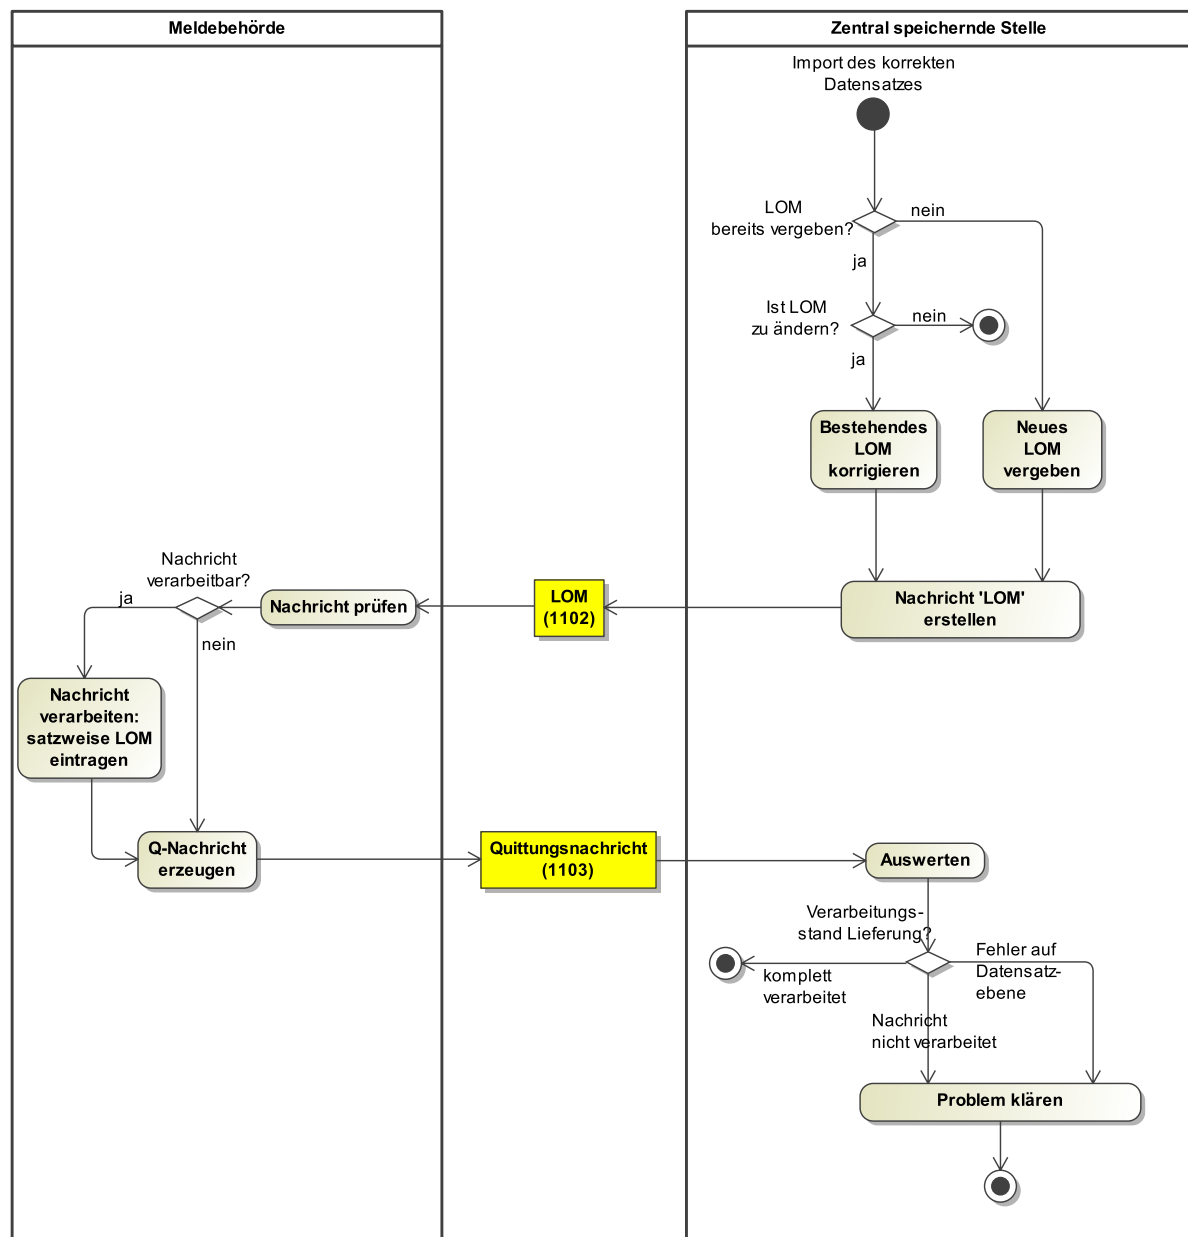 Meldebehörde
Zentral speichernde Stelle
Import des korrekten
Datensatzes
LOM
bereits vergeben?
nein
ja
Ist LOM
zu ändern?
nein
ja
Bestehendes
LOM
korrigieren
Neues
LOM
vergeben
Nachricht 'LOM'
erstellen
LOM
(1102)
Nachricht prüfen
Nachricht
verarbeitbar?
ja
nein
Nachricht
verarbeiten:
satzweise LOM
eintragen
Q-Nachricht
erzeugen
Quittungsnachricht
(1103)
Auswerten
Verarbeitungs-
stand Lieferung?
komplett
verarbeitet
Fehler auf
Datensatz-
ebene
Nachricht
nicht verarbeitet
Problem klären